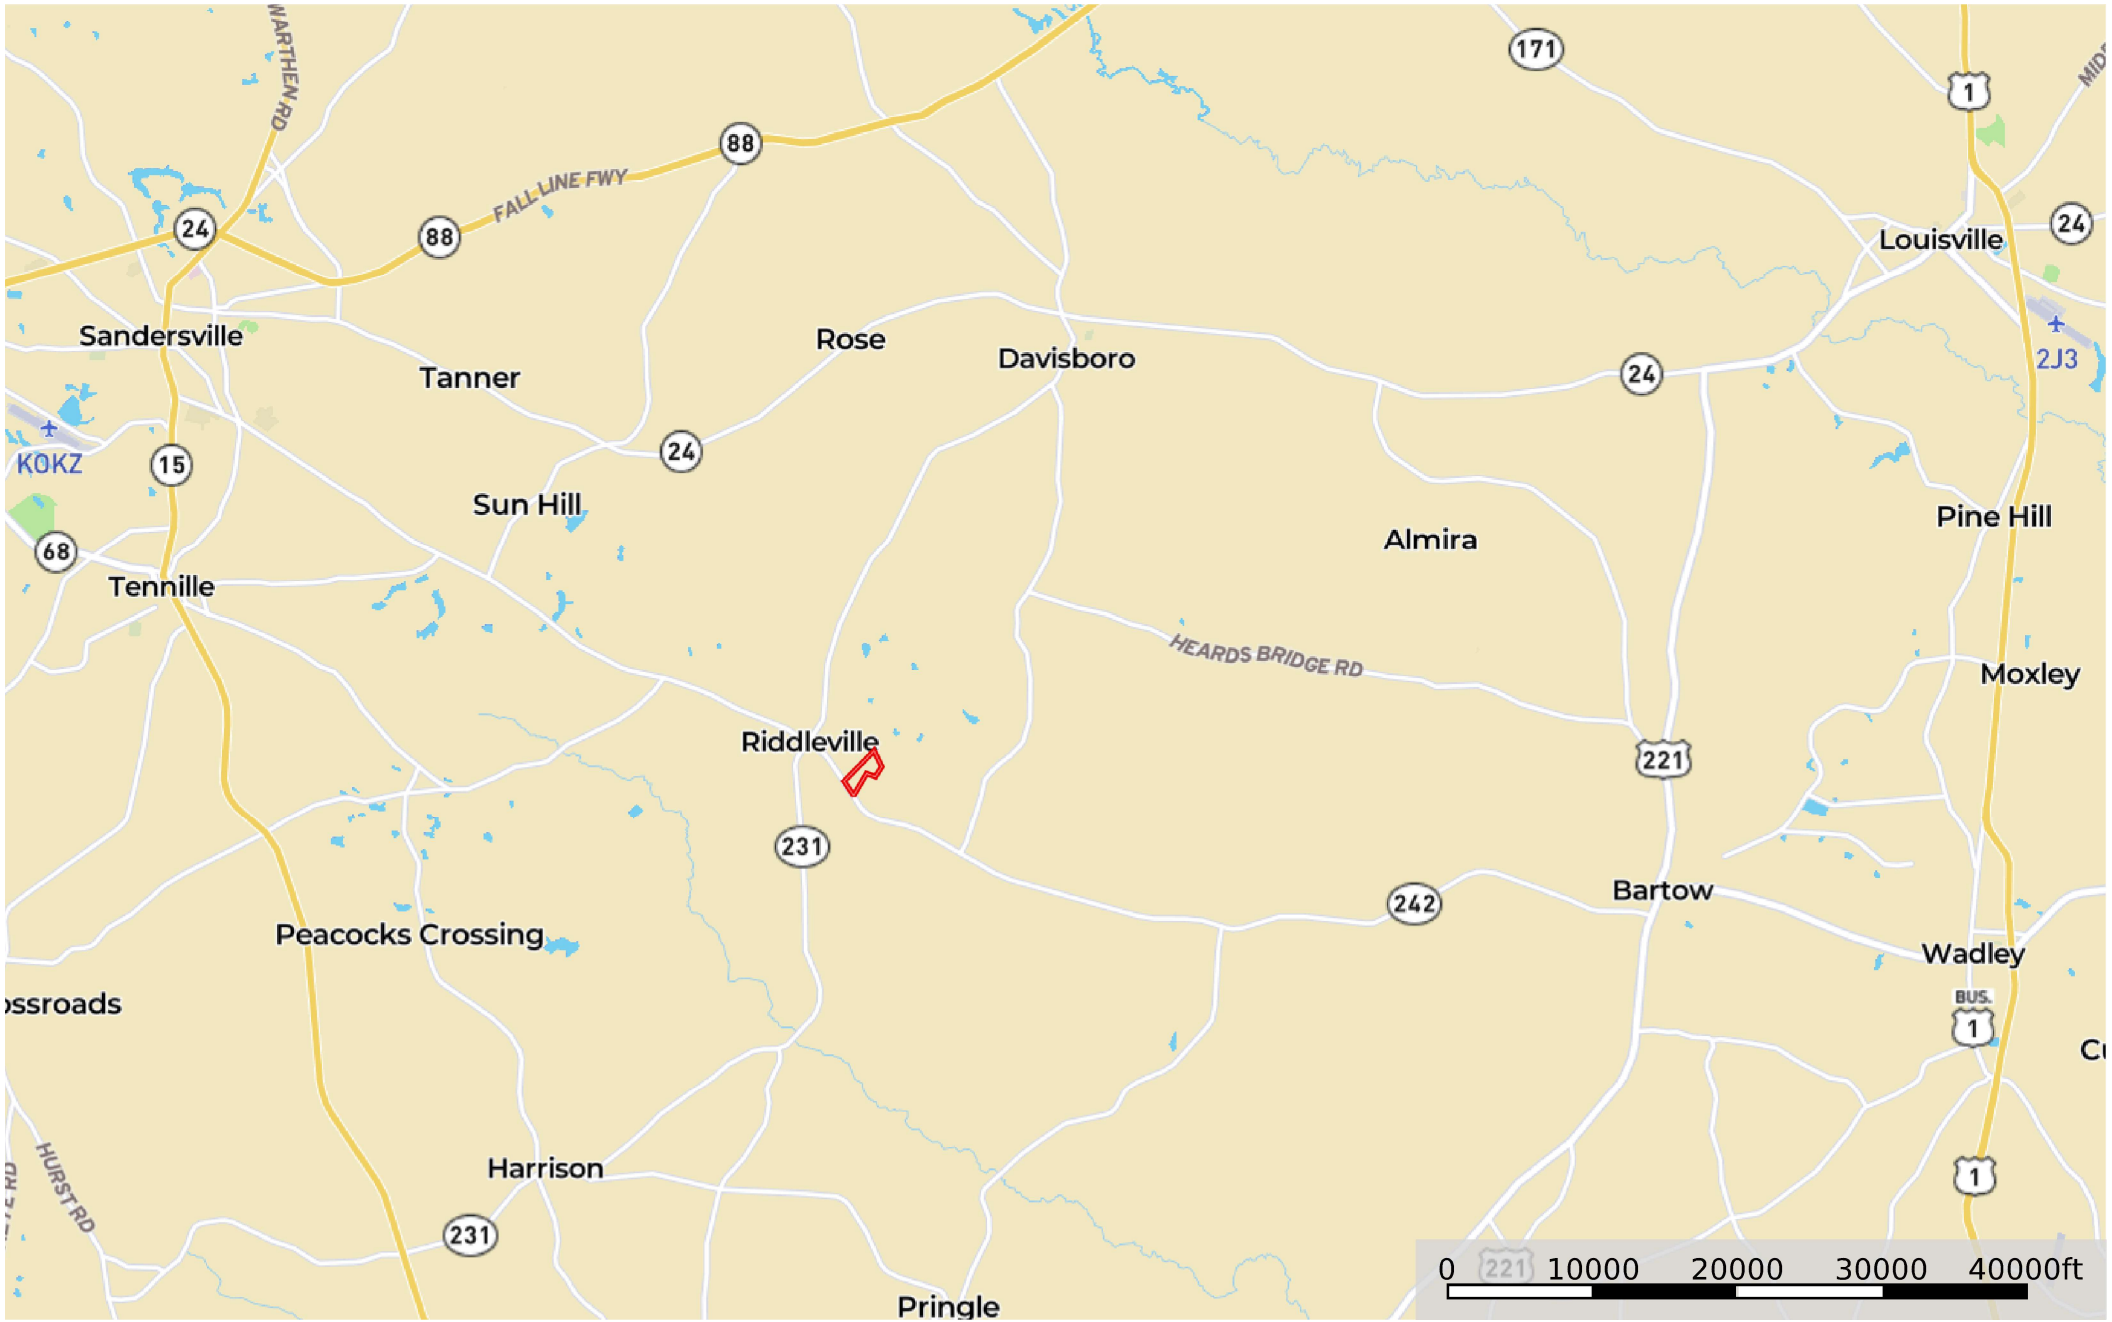 WARTHEN RD
171
1
88
FALL LINE FWY
24
88
24
Louisville
Sandersville
Rose
Davisboro
2J3
Tanner
24
KOKZ
15
24
Sun Hill
Almira
Pine Hill
68
Tennille
HEARDS BRIDGE RD
Moxley
Riddleville
221
231
Bartow
242
Peacocks Crossing
Wadley
ossroads
BUS.
1
Harrison
HURST RD
1
231
221
0 10000 20000 30000 40000ft
Pringle